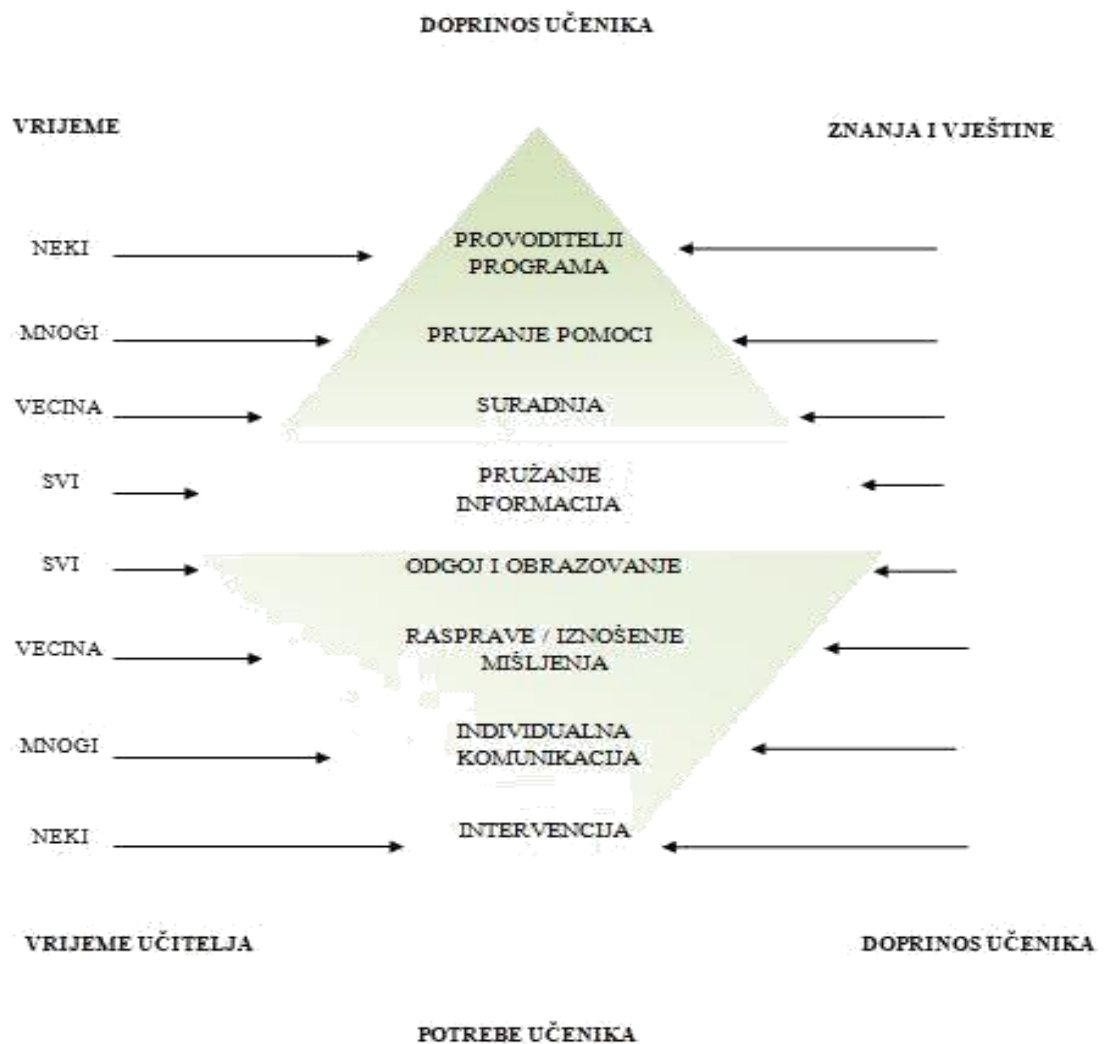 DOPRINOS UČENIKA
VRIJEME
ZNANJA I VJEŠTINE
NEKI
PROVODITELJI
PROGRAMA
MNOGI
PRUZANJE POMOCI
VECINA
SURADNJA
SVI
PRUŽANJE
INFORMACIJA
SVI
ODGOJ I OBRAZOVANJE
VECINA
RASPRAVE / IZNOŠENJE
MIŠLJENJA
MNOGI
INDIVIDUALNA
KOMUNIKACIJA
NEKI
INTERVENCIJA
VRIJEME UČITELJA
DOPRINOS UČENIKA
POTREBE UČENIKA